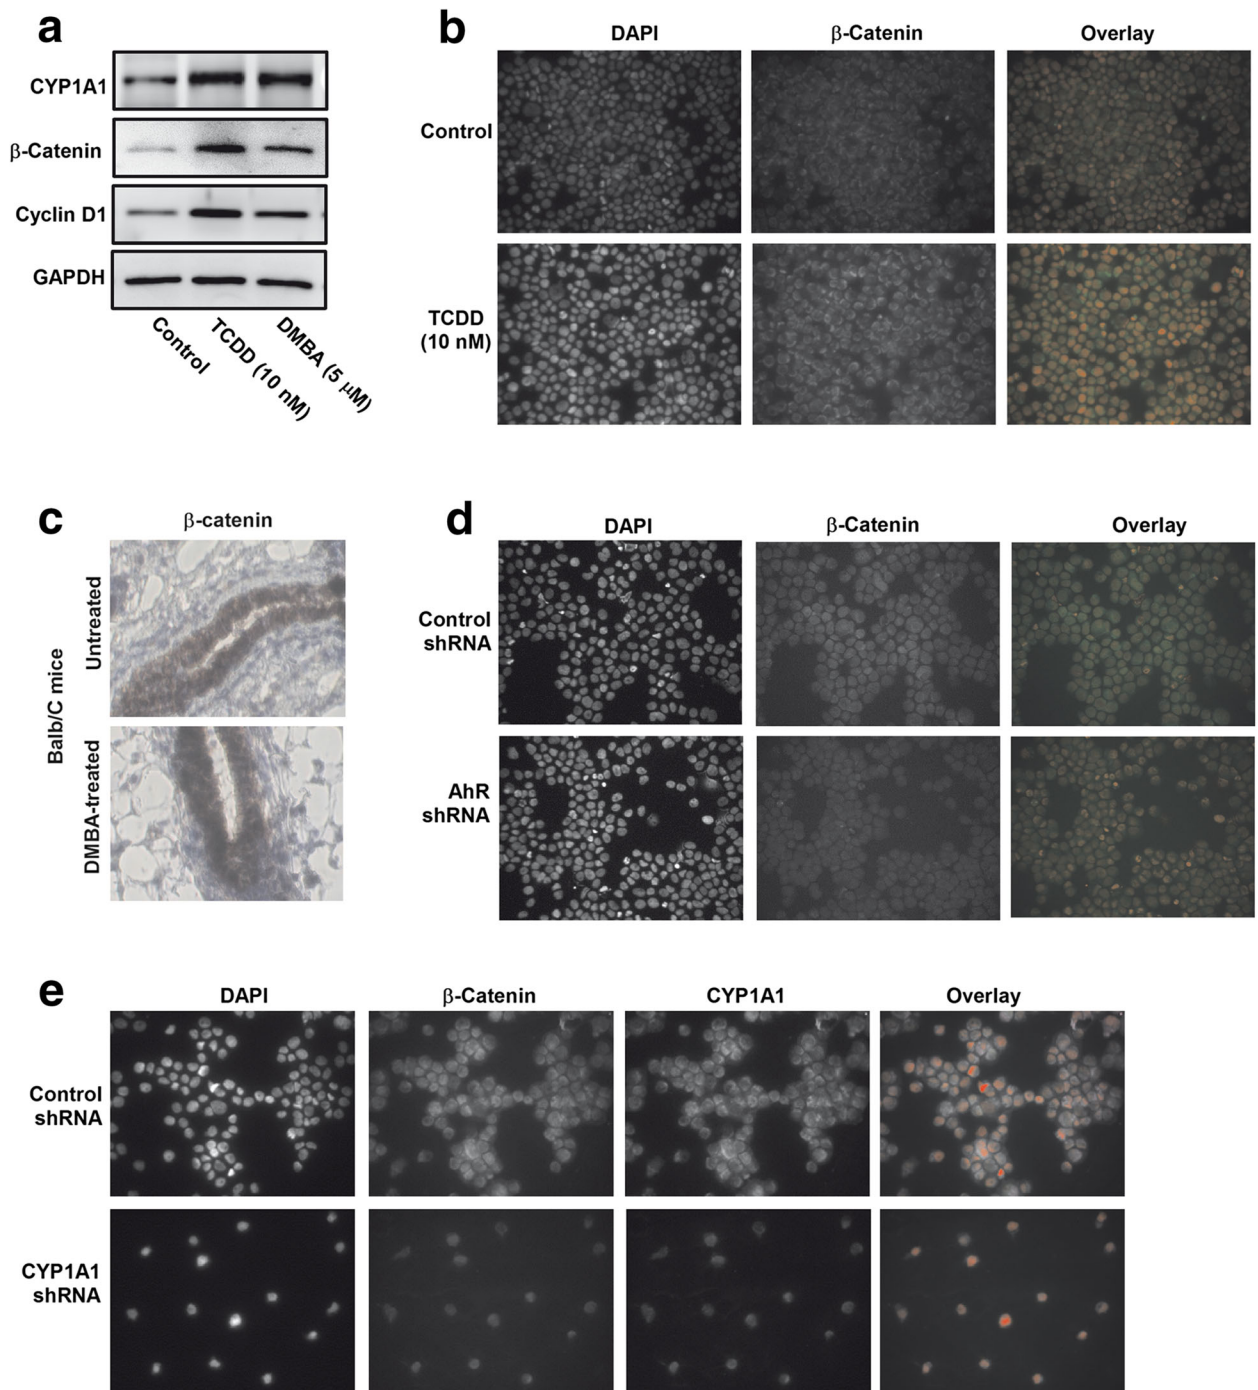 a
CYP1A1
β-Catenin
Cyclin D1
GAPDH
Control
TCDD (10 nM)
DMBA (5 μM)
b
DAPI
β-Catenin
Overlay
Control
TCDD
(10 nM)
c
β-catenin
Balb/C mice
Untreated
DMBA-treated
d
DAPI
β-Catenin
Overlay
Control
shRNA
AhR
shRNA
e
DAPI
β-Catenin
CYP1A1
Overlay
Control
shRNA
CYP1A1
shRNA